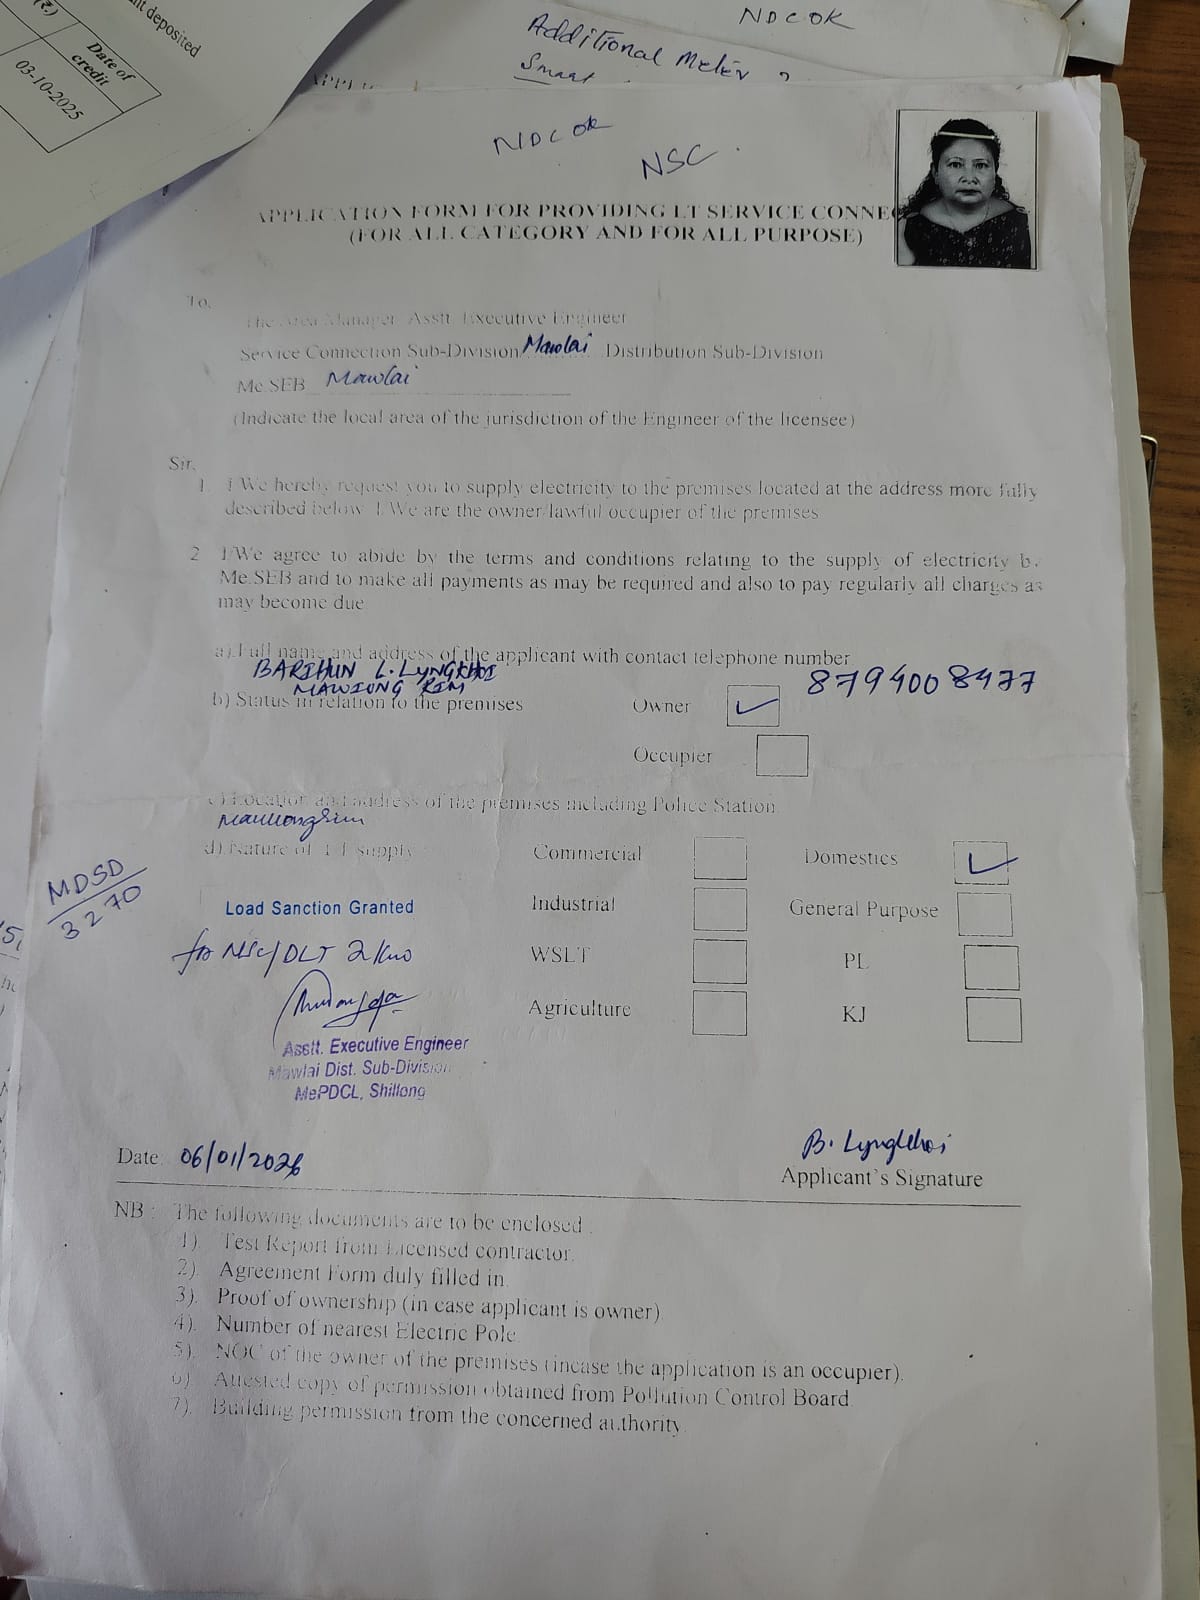 deposited
(₹.)
Date of
credit
03-10-2025
NDC OK
Additional Meter
Smart
NDC OK
NSC.
APPLICATION FORM FOR PROVIDING LT SERVICE CONNE
(FOR ALL CATEGORY AND FOR ALL PURPOSE)
To,
The Area Manager Asstt. Executive Engineer
Service Connection Sub-Division Mawlai Distribution Sub-Division
Me.SEB Mawlai
(Indicate the local area of the jurisdiction of the Engineer of the licensee)
Sir,
1. I/We hereby request you to supply electricity to the premises located at the address more fully
described below. I/We are the owner/lawful occupier of the premises
2 I/We agree to abide by the terms and conditions relating to the supply of electricity by
Me.SEB and to make all payments as may be required and also to pay regularly all charges as
may become due
a) Full name and address of the applicant with contact telephone number
BARIHUN L. LYNGKHOI
MAWIONG RIM
8794008477
b) Status in relation to the premises Owner
Occupier
c) Location and address of the premises including Police Station.
MawiongRim
d) Nature of LT supply Commercial Domestics
MDSD
3270
Load Sanction Granted Industrial General Purpose
for NSC/DLT 2/kw WSLT PL
Agriculture KJ
Asstt. Executive Engineer
Mawlai Dist. Sub-Division
MePDCL, Shillong
B. Lyngkhoi
Date: 06/01/2026 Applicant's Signature
NB : The following documents are to be enclosed :
1). Test Report from Licensed contractor.
2). Agreement Form duly filled in.
3). Proof of ownership (in case applicant is owner)
4). Number of nearest Electric Pole.
5). NOC of the owner of the premises (incase the application is an occupier).
6). Attested copy of permission obtained from Pollution Control Board.
7). Building permission from the concerned authority.